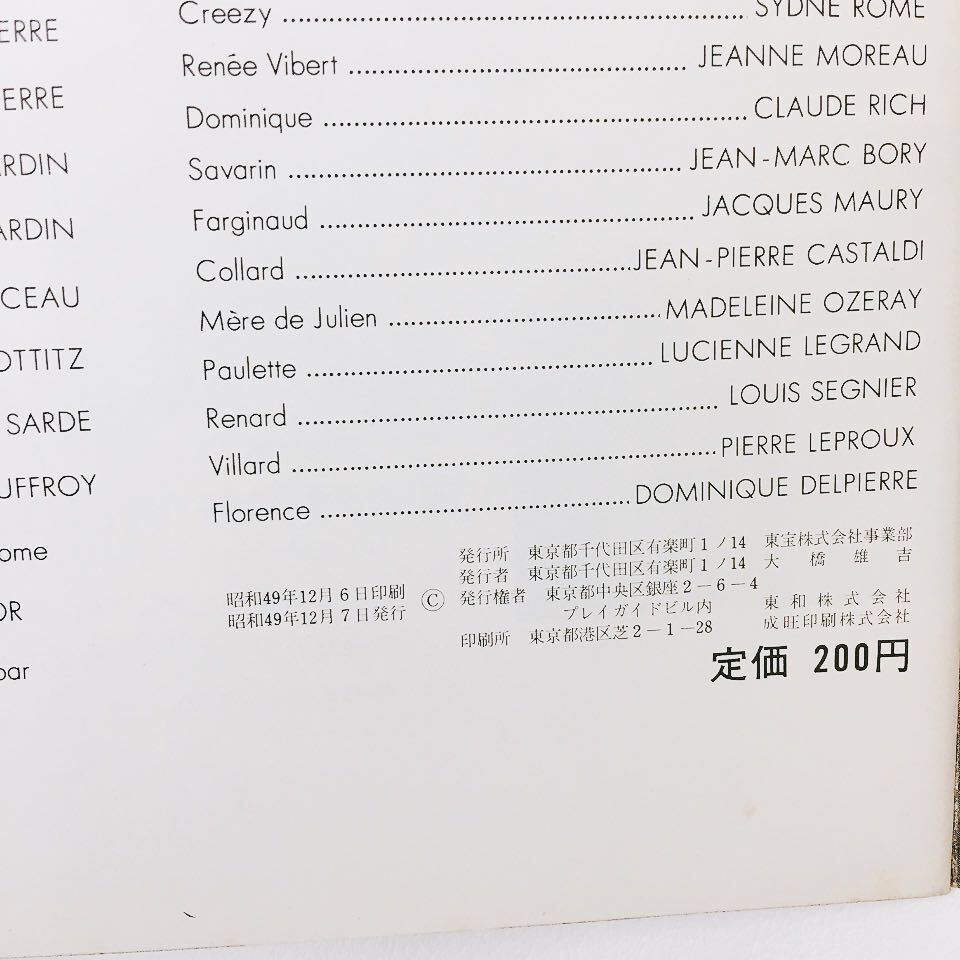 ERRE
ERRE
RDIN
ARDIN
CEAU
OTTITZ
SARDE
UFFROY
ome
OR
par
Creezy ........ SYDNE ROME
Renée Vibert ........ JEANNE MOREAU
Dominique ........ CLAUDE RICH
Savarin ........ JEAN-MARC BORY
Farginaud ........ JACQUES MAURY
Collard ........ JEAN-PIERRE CASTALDI
Mère de Julien ........ MADELEINE OZERAY
Paulette ........ LUCIENNE LEGRAND
Renard ........ LOUIS SEGNIER
Villard ........ PIERRE LEPROUX
Florence ........ DOMINIQUE DELPIERRE
昭和49年12月6日印刷
昭和49年12月7日発行
©
発行所 東京都千代田区有楽町1ノ14 東宝株式会社事業部
発行者 東京都千代田区有楽町1ノ14 大橋雄吉
発行権者 東京都中央区銀座2-6-4
プレイガイドビル内 東和株式会社
印刷所 東京都港区芝2-1-28 成旺印刷株式会社
定価 200円